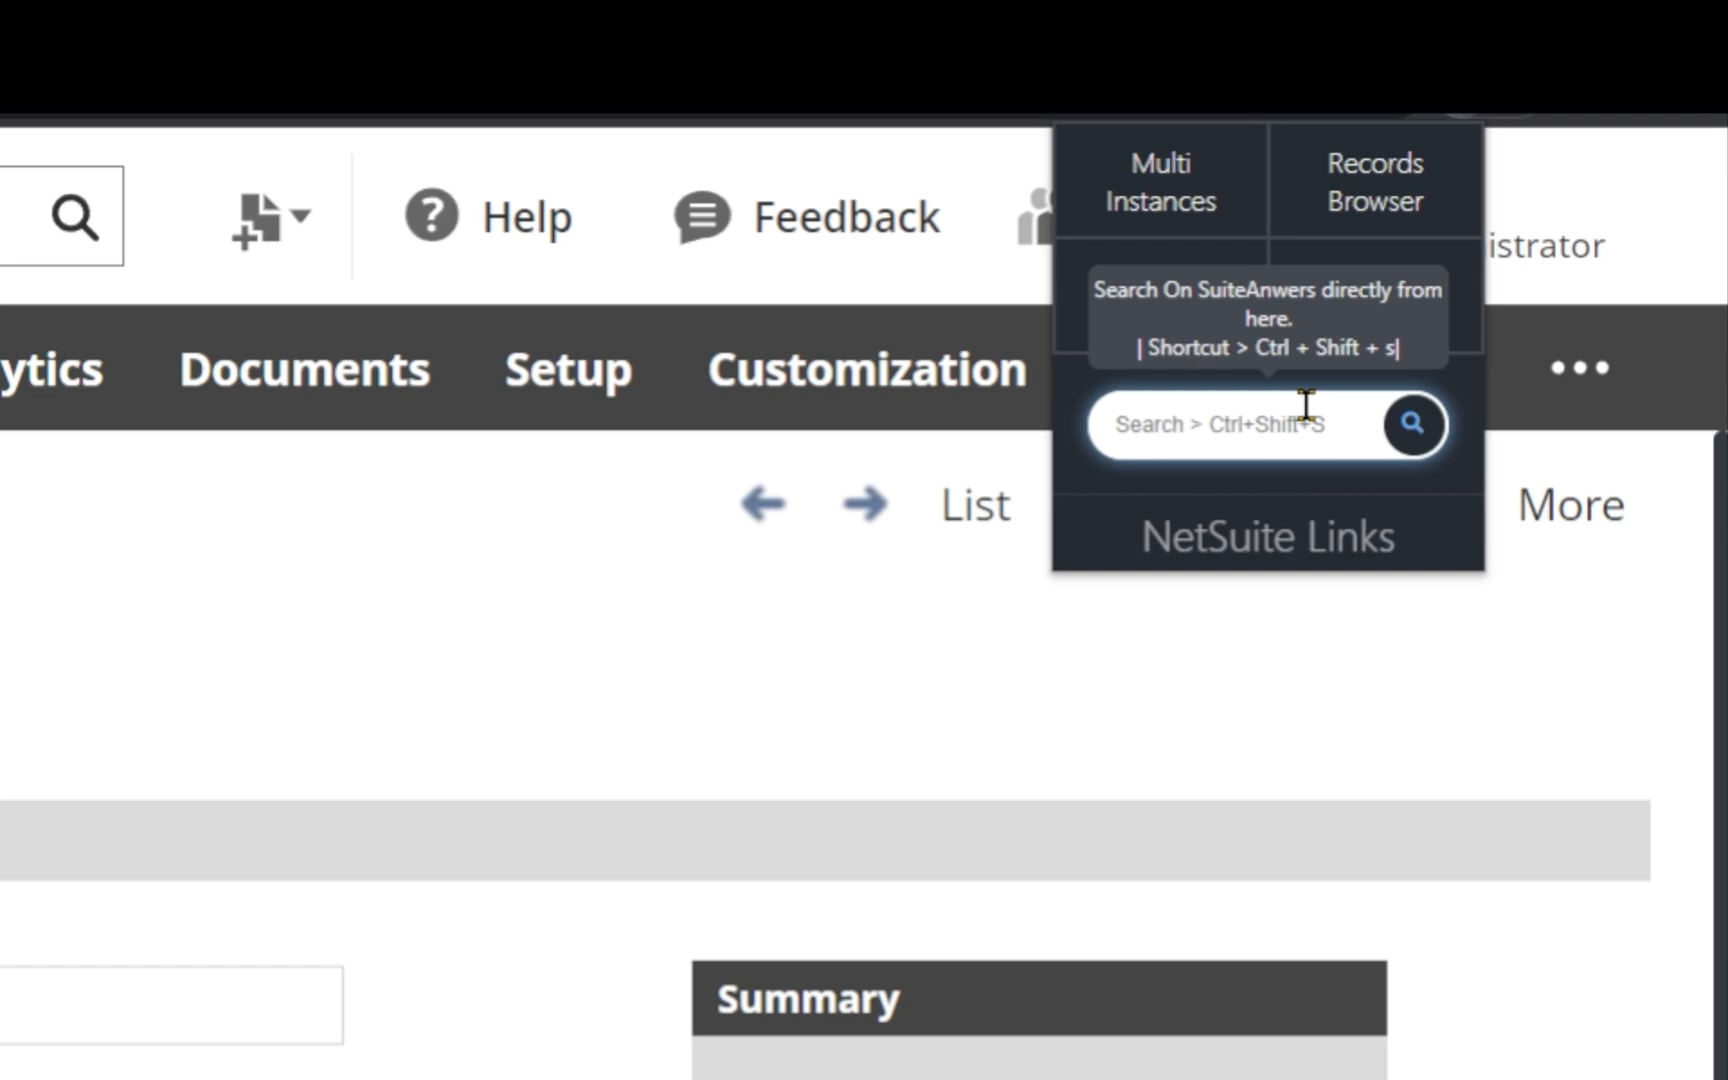 Multi
Instances
Records
Browser
Help
Feedback
istrator
Search On SuiteAnwers directly from
here.
| Shortcut > Ctrl + Shift + s|
ytics
Documents
Setup
Customization
Search > Ctrl+Shift+S
List
More
NetSuite Links
Summary